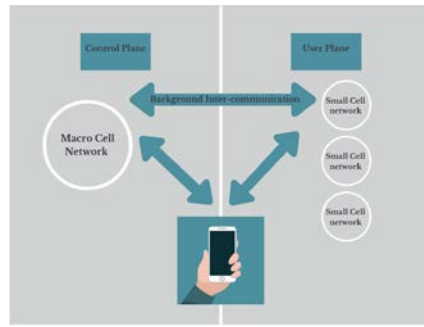 Control Plane
User Plane
Background Inter-communication
Small Cell
network
Macro Cell
Network
Small Cell
network
Small Cell
network